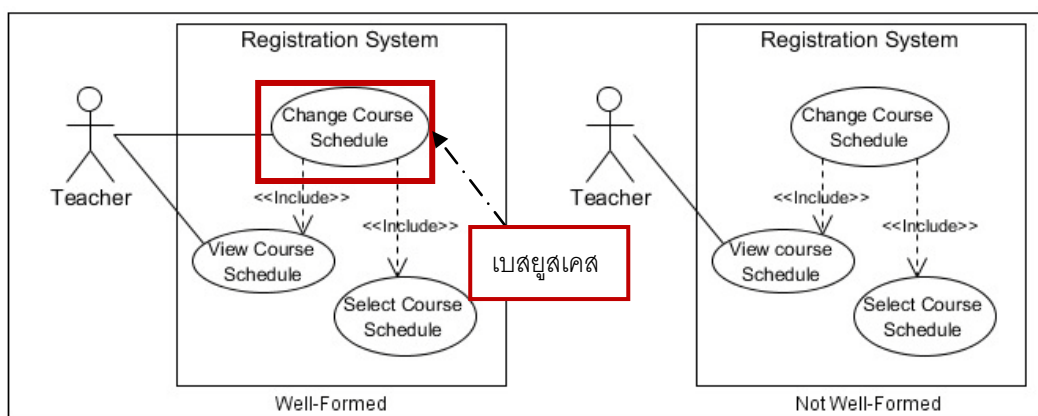 Registration System
Change Course
Schedule
Teacher
<<Include>>
<<Include>>
View Course
Schedule
เบสยูสเคส
Select Course
Schedule
Well-Formed
Registration System
Change Course
Schedule
Teacher
<<Include>>
<<Include>>
View course
Schedule
Select Course
Schedule
Not Well-Formed